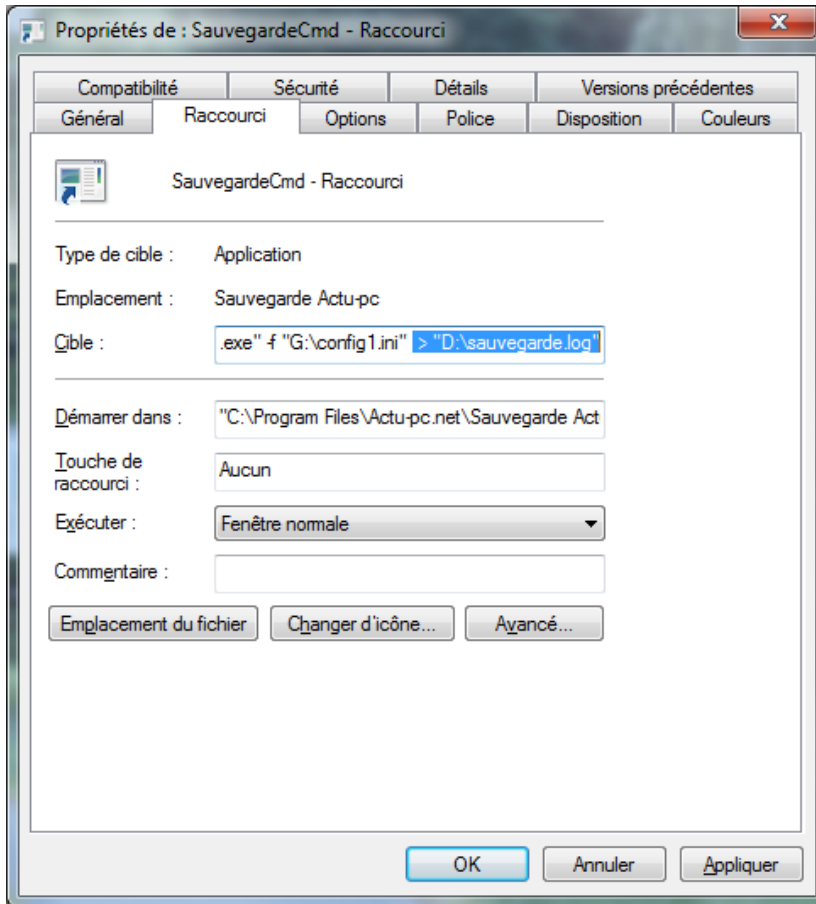 Propriétés de : SauvegardeCmd - Raccourci
Compatibilité Sécurité Détails Versions précédentes
Général Raccourci Options Police Disposition Couleurs
SauvegardeCmd - Raccourci
Type de cible : Application
Emplacement : Sauvegarde Actu-pc
Cible : .exe" -f "G:\config1.ini" > "D:\sauvegarde.log"
Démarrer dans : "C:\Program Files\Actu-pc.net\Sauvegarde Act
Touche de
raccourci : Aucun
Exécuter : Fenêtre normale
Commentaire :
Emplacement du fichier Changer d'icône... Avancé...
OK Annuler Appliquer